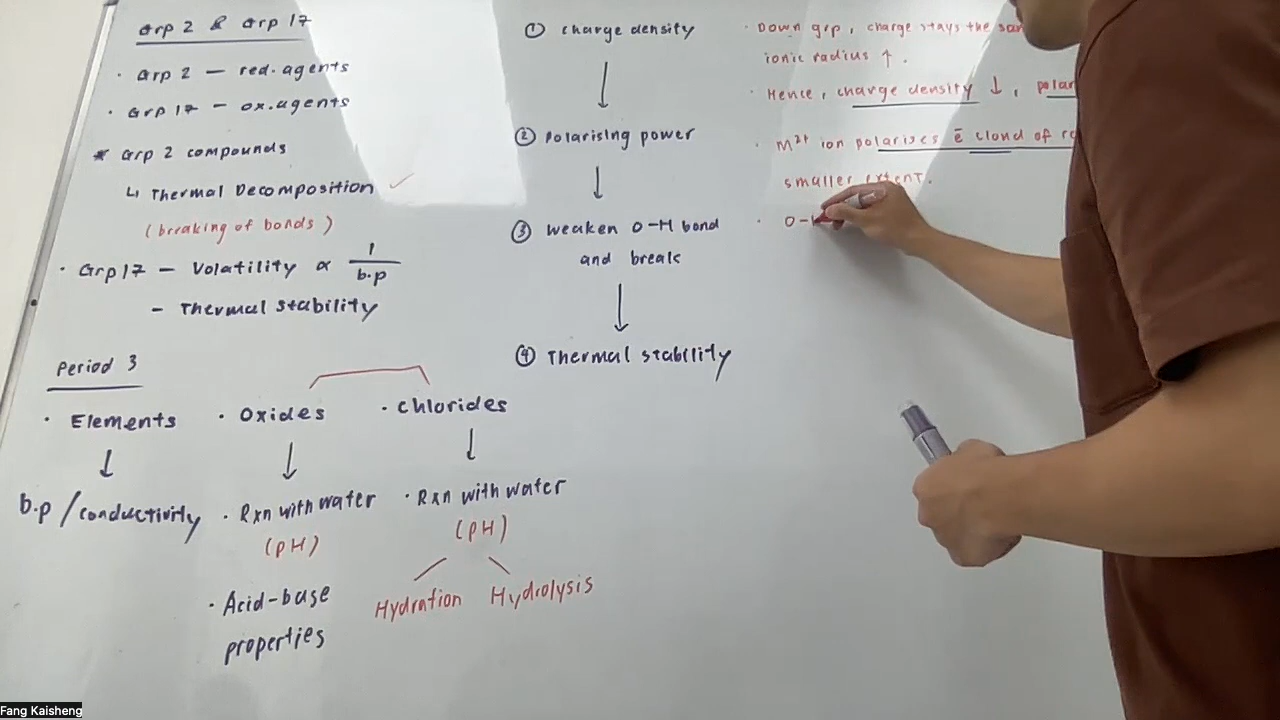 Grp 2 & Grp 17
· Grp 2 – red. agents
· Grp 17 – ox. agents
* Grp 2 compounds
↳ Thermal Decomposition ✓
(breaking of bonds)
· Grp 17 – Volatility ∝ 1/b.p
– Thermal stability
Period 3
· Elements
↓
b.p / conductivity
· Oxides
↓
· Rxn with water
(pH)
· Acid-base
properties
· Chlorides
↓
· Rxn with water
(pH)
Hydration Hydrolysis
① charge density
↓
② Polarising power
↓
③ weaken O-H bond
and break
↓
④ Thermal stability
· Down grp, charge stays the
ionic radius ↑.
· Hence, charge density ↓,
· M²⁺ ion polarises ē cloud of
smaller extent.
· O-
Fang Kaisheng